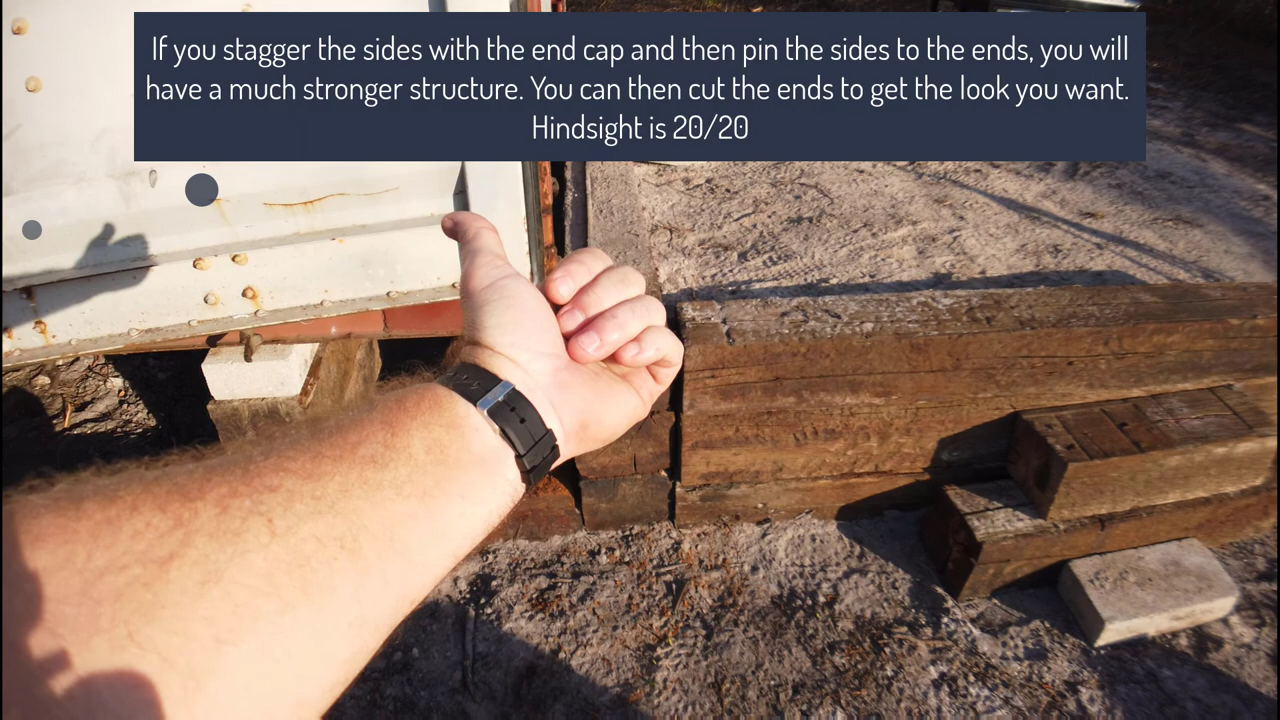 If you stagger the sides with the end cap and then pin the sides to the ends, you will
have a much stronger structure. You can then cut the ends to get the look you want.
Hindsight is 20/20